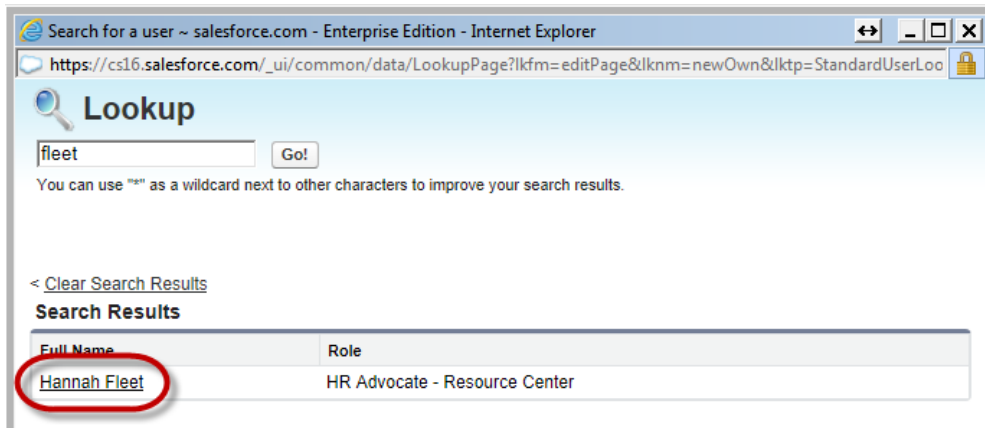 Search for a user ~ salesforce.com - Enterprise Edition - Internet Explorer
https://cs16.salesforce.com/_ui/common/data/LookupPage?lkfm=editPage&lknm=newOwn&lktp=StandardUserLoo
Lookup
fleet Go!
You can use "*" as a wildcard next to other characters to improve your search results.
< Clear Search Results
Search Results
Full Name Role
Hannah Fleet HR Advocate - Resource Center